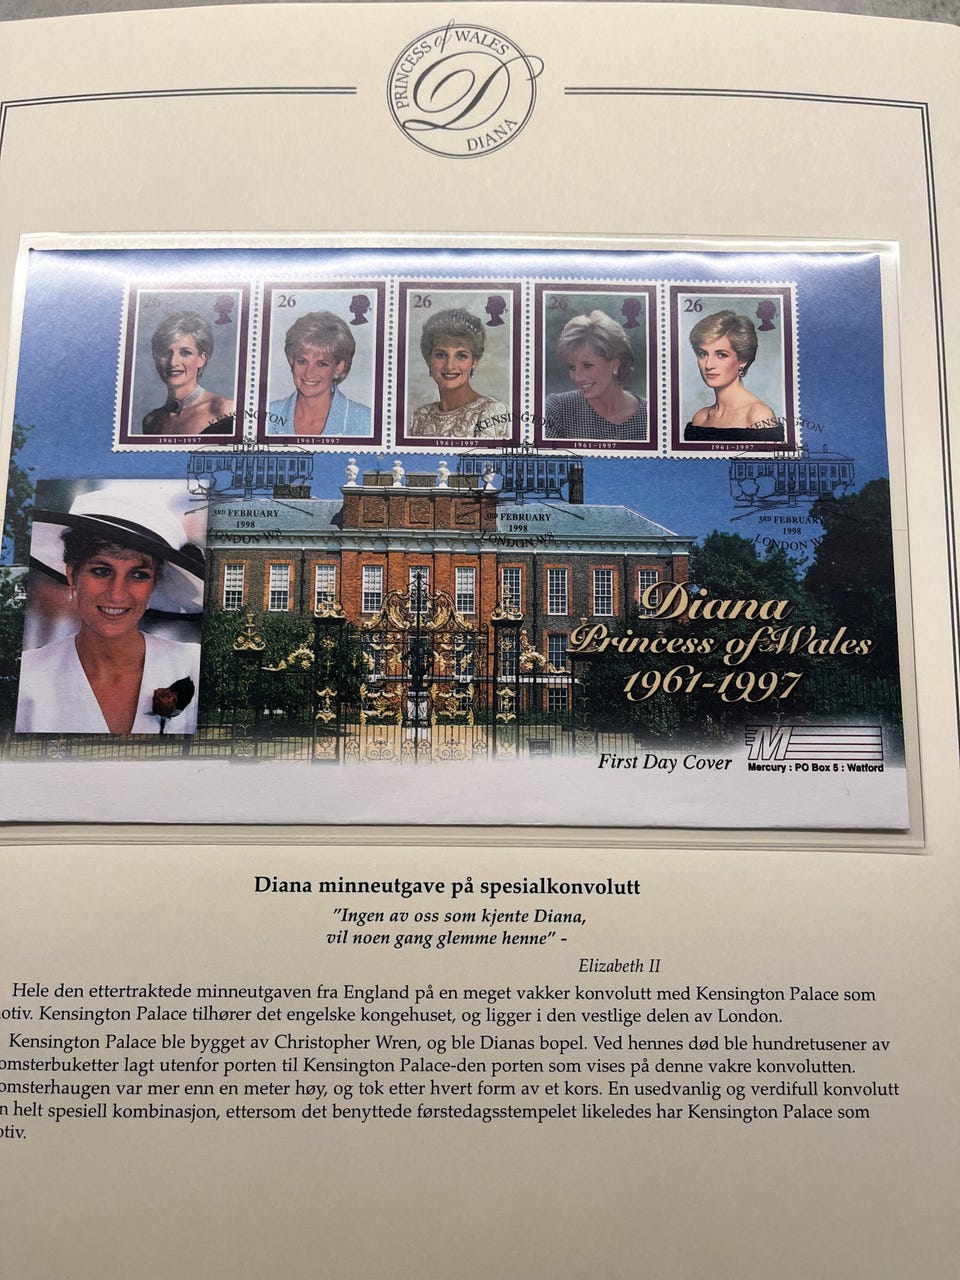 PRINCESS of WALES
D
DIANA
26 26 26 26 26
1961-1997 1961-1997 1961-1997 1961-1997 1961-1997
KENSINGTON KENSINGTON KENSINGTON
3RD FEBRUARY 3RD FEBRUARY 3RD FEBRUARY
1998 1998 1998
LONDON W8 LONDON W8 LONDON W8
Diana
Princess of Wales
1961-1997
First Day Cover
M
Mercury : PO Box 5 : Watford
Diana minneutgave på spesialkonvolutt
"Ingen av oss som kjente Diana,
vil noen gang glemme henne" -
Elizabeth II
Hele den ettertraktede minneutgaven fra England på en meget vakker konvolutt med Kensington Palace som
otiv. Kensington Palace tilhører det engelske kongehuset, og ligger i den vestlige delen av London.
Kensington Palace ble bygget av Christopher Wren, og ble Dianas bopel. Ved hennes død ble hundretusener av
omsterbuketter lagt utenfor porten til Kensington Palace-den porten som vises på denne vakre konvolutten.
omsterhaugen var mer enn en meter høy, og tok etter hvert form av et kors. En usedvanlig og verdifull konvolutt
n helt spesiell kombinasjon, ettersom det benyttede førstedagsstempelet likeledes har Kensington Palace som
otiv.